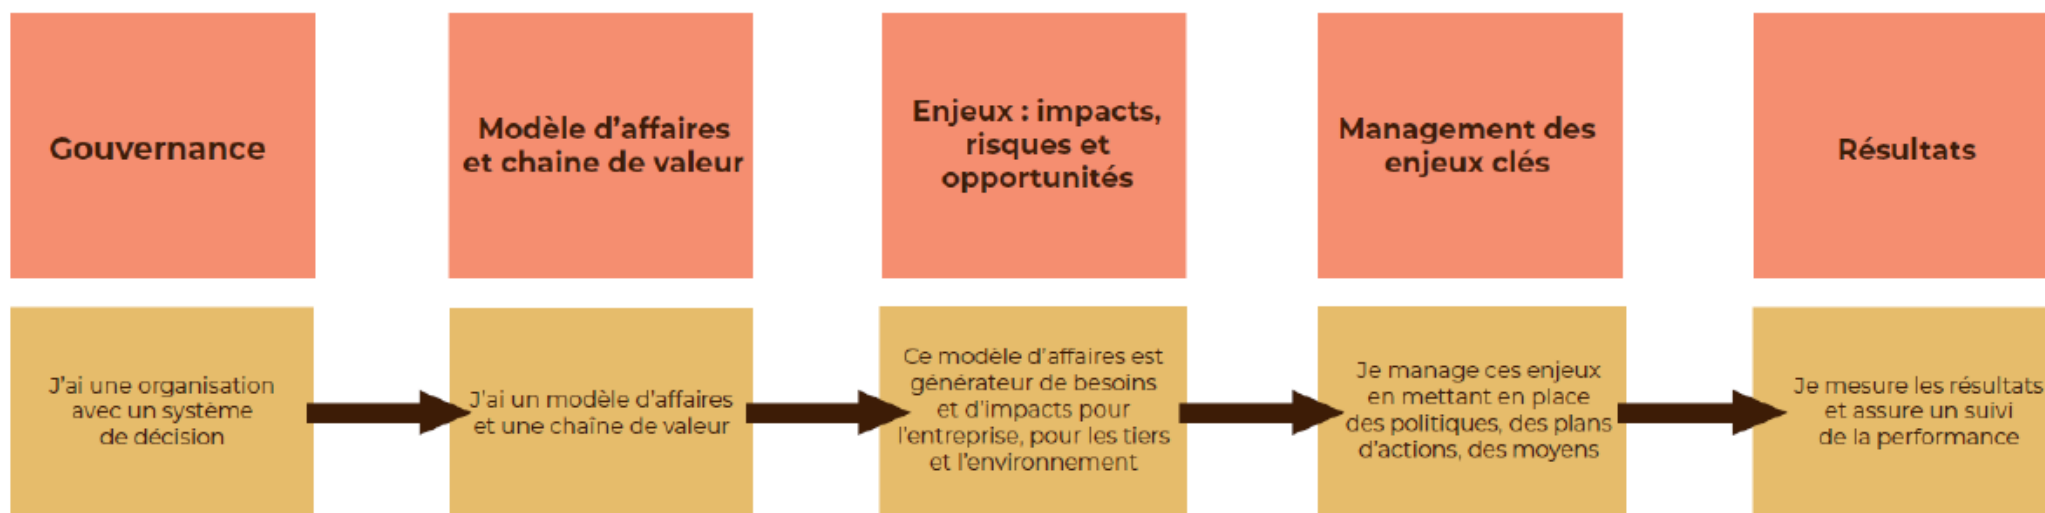 Gouvernance
Modèle d'affaires
et chaine de valeur
Enjeux : impacts,
risques et
opportunités
Management des
enjeux clés
Résultats
J'ai une organisation
avec un système
de décision
J'ai un modèle d'affaires
et une chaîne de valeur
Ce modèle d'affaires est
générateur de besoins
et d'impacts pour
l'entreprise, pour les tiers
et l'environnement
Je manage ces enjeux
en mettant en place
des politiques, des plans
d'actions, des moyens
Je mesure les résultats
et assure un suivi
de la performance